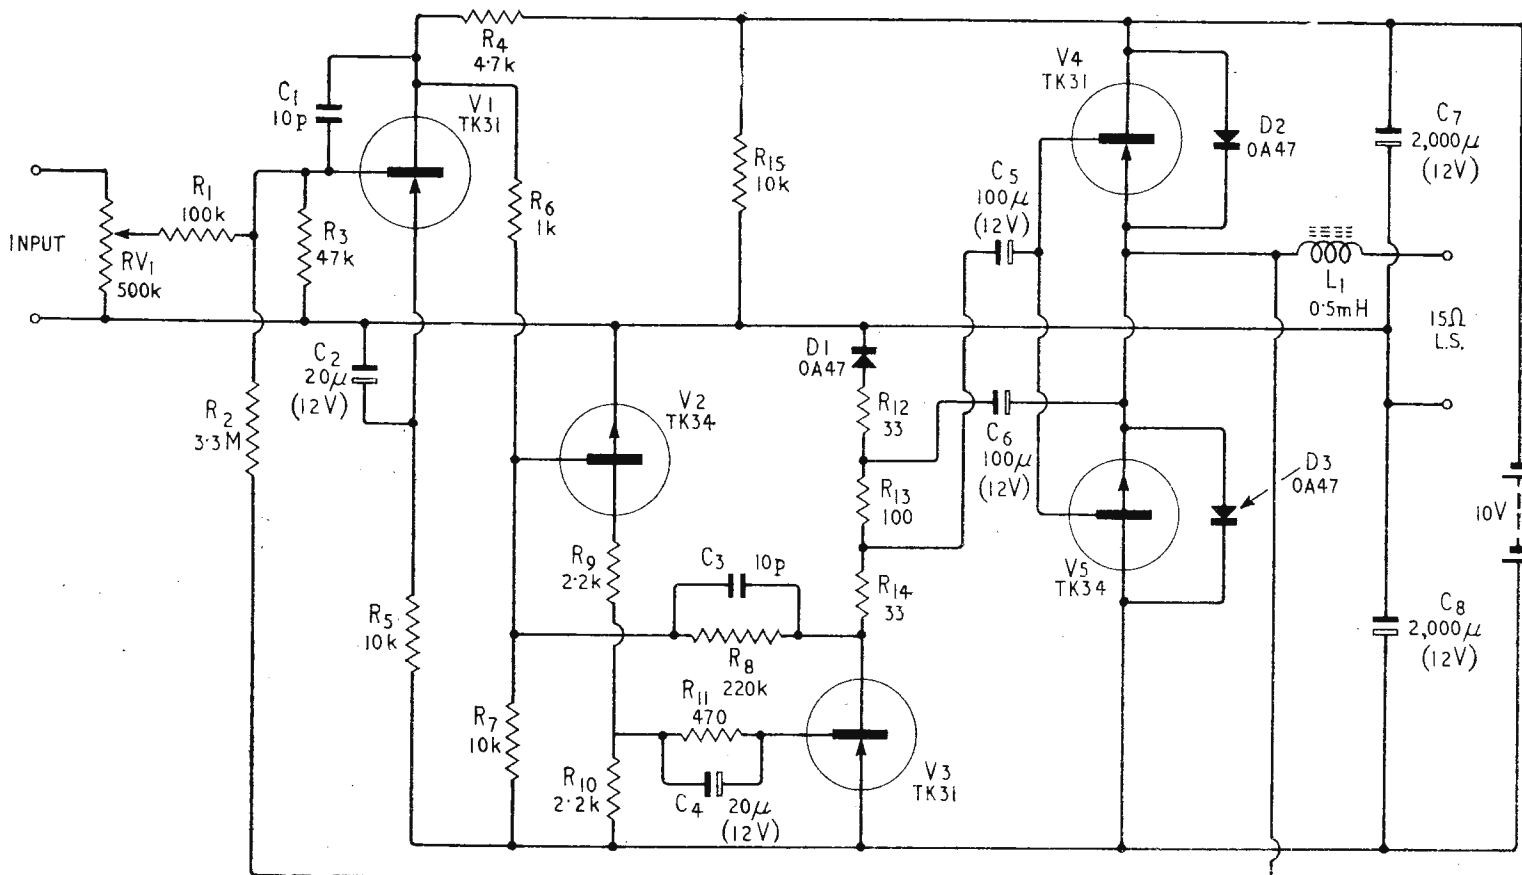 R4
4·7k
C1
10p
V1
TK31
V4
TK31
D2
OA47
C7
2,000μ
(12V)
R15
10k
C5
100μ
(12V)
R1
100k
R6
1k
INPUT
RV1
500k
R3
47k
L1
0·5mH
15Ω
L.S.
C2
20μ
(12V)
D1
OA47
R2
3·3M
V2
TK34
R12
33
C6
100μ
(12V)
D3
OA47
R13
100
10V
R9
2·2k
C3
10p
V5
TK34
R14
33
R5
10k
C8
2,000μ
(12V)
R8
220k
R11
470
R7
10k
R10
2·2k
C4
20μ
(12V)
V3
TK31